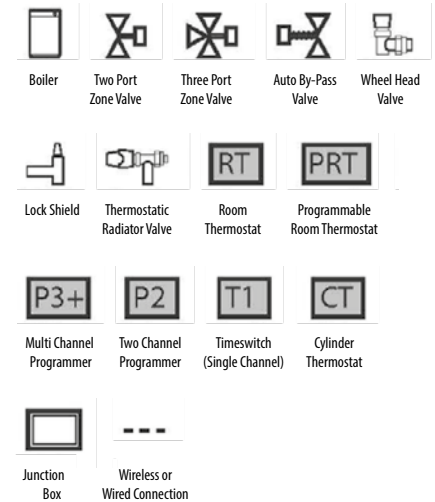 Boiler
Two Port
Zone Valve
Three Port
Zone Valve
Auto By-Pass
Valve
Wheel Head
Valve
RT
PRT
Lock Shield
Thermostatic
Radiator Valve
Room
Thermostat
Programmable
Room Thermostat
P3+
P2
T1
CT
Multi Channel
Programmer
Two Channel
Programmer
Timeswitch
(Single Channel)
Cylinder
Thermostat
Junction
Box
Wireless or
Wired Connection